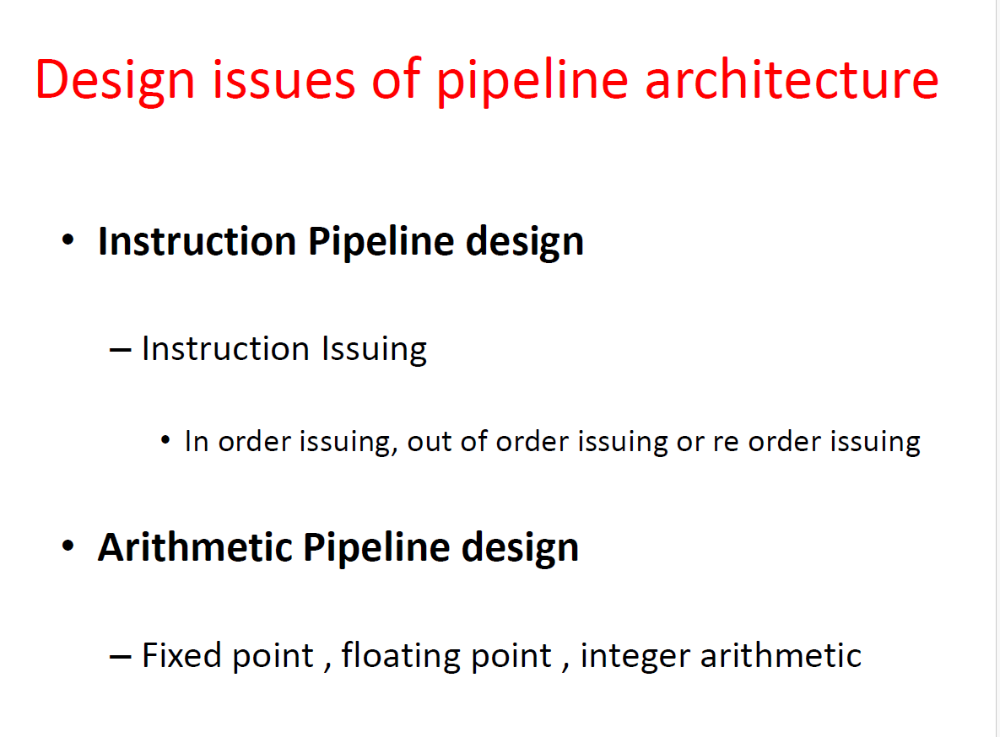 Design issues of pipeline architecture
• Instruction Pipeline design
– Instruction Issuing
• In order issuing, out of order issuing or re order issuing
• Arithmetic Pipeline design
– Fixed point , floating point , integer arithmetic